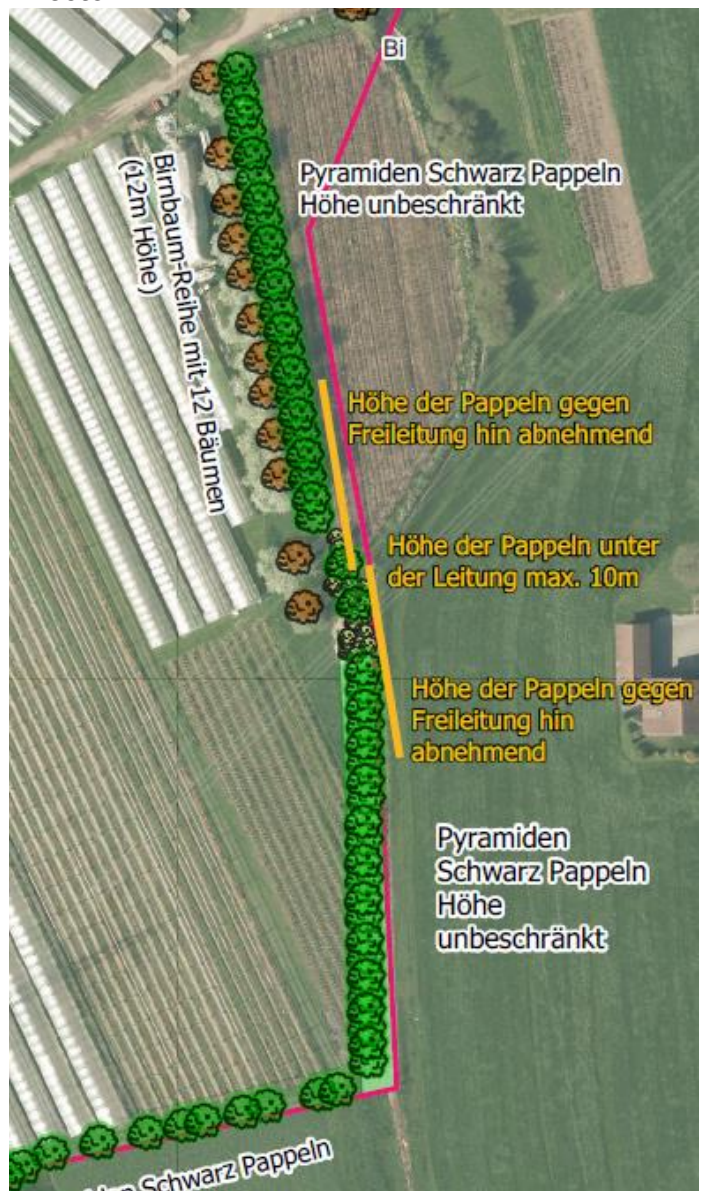 Bi
Pyramiden Schwarz Pappeln
Höhe unbeschränkt
Birnbaum-Reihe mit 12 Bäumen
(12m Höhe)
Höhe der Pappeln gegen
Freileitung hin abnehmend
Höhe der Pappeln unter
der Leitung max. 10m
Höhe der Pappeln gegen
Freileitung hin
abnehmend
Pyramiden
Schwarz Pappeln
Höhe
unbeschränkt
Schwarz Pappeln